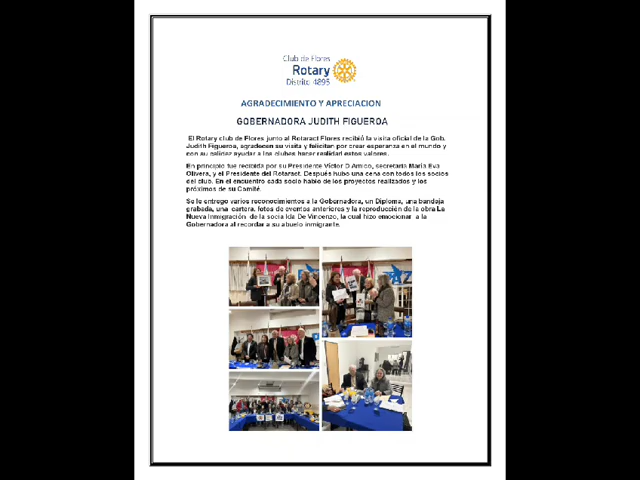 Club de Flores
Rotary
Distrito 4895
AGRADECIMIENTO Y APRECIACION
GOBERNADORA JUDITH FIGUEROA
El Rotary club de Flores junto al Rotaract Flores recibió la visita oficial de la Gob.
Judith Figueroa, agradecen su visita y felicitan por crear esperanza en el mundo y
con su calidez ayudar a los clubes hacer realidad estos valores.
En principio fue recibida por su Presidente Víctor D Amico, secretaria María Eva
Olivera, y el Presidente del Rotaract. Después hubo una cena con todos los socios
del club. En el encuentro cada socio hablo de los proyectos realizados y los
próximos de su Comité.
Se le entrego varios reconocimientos a la Gobernadora, un Diploma, una bandeja
grabada, una cartera, fotos de eventos anteriores y la reproducción de la obra La
Nueva Inmigración de la socia Ida De Vincenzo, la cual hizo emocionar a la
Gobernadora al recordar a su abuelo inmigrante.